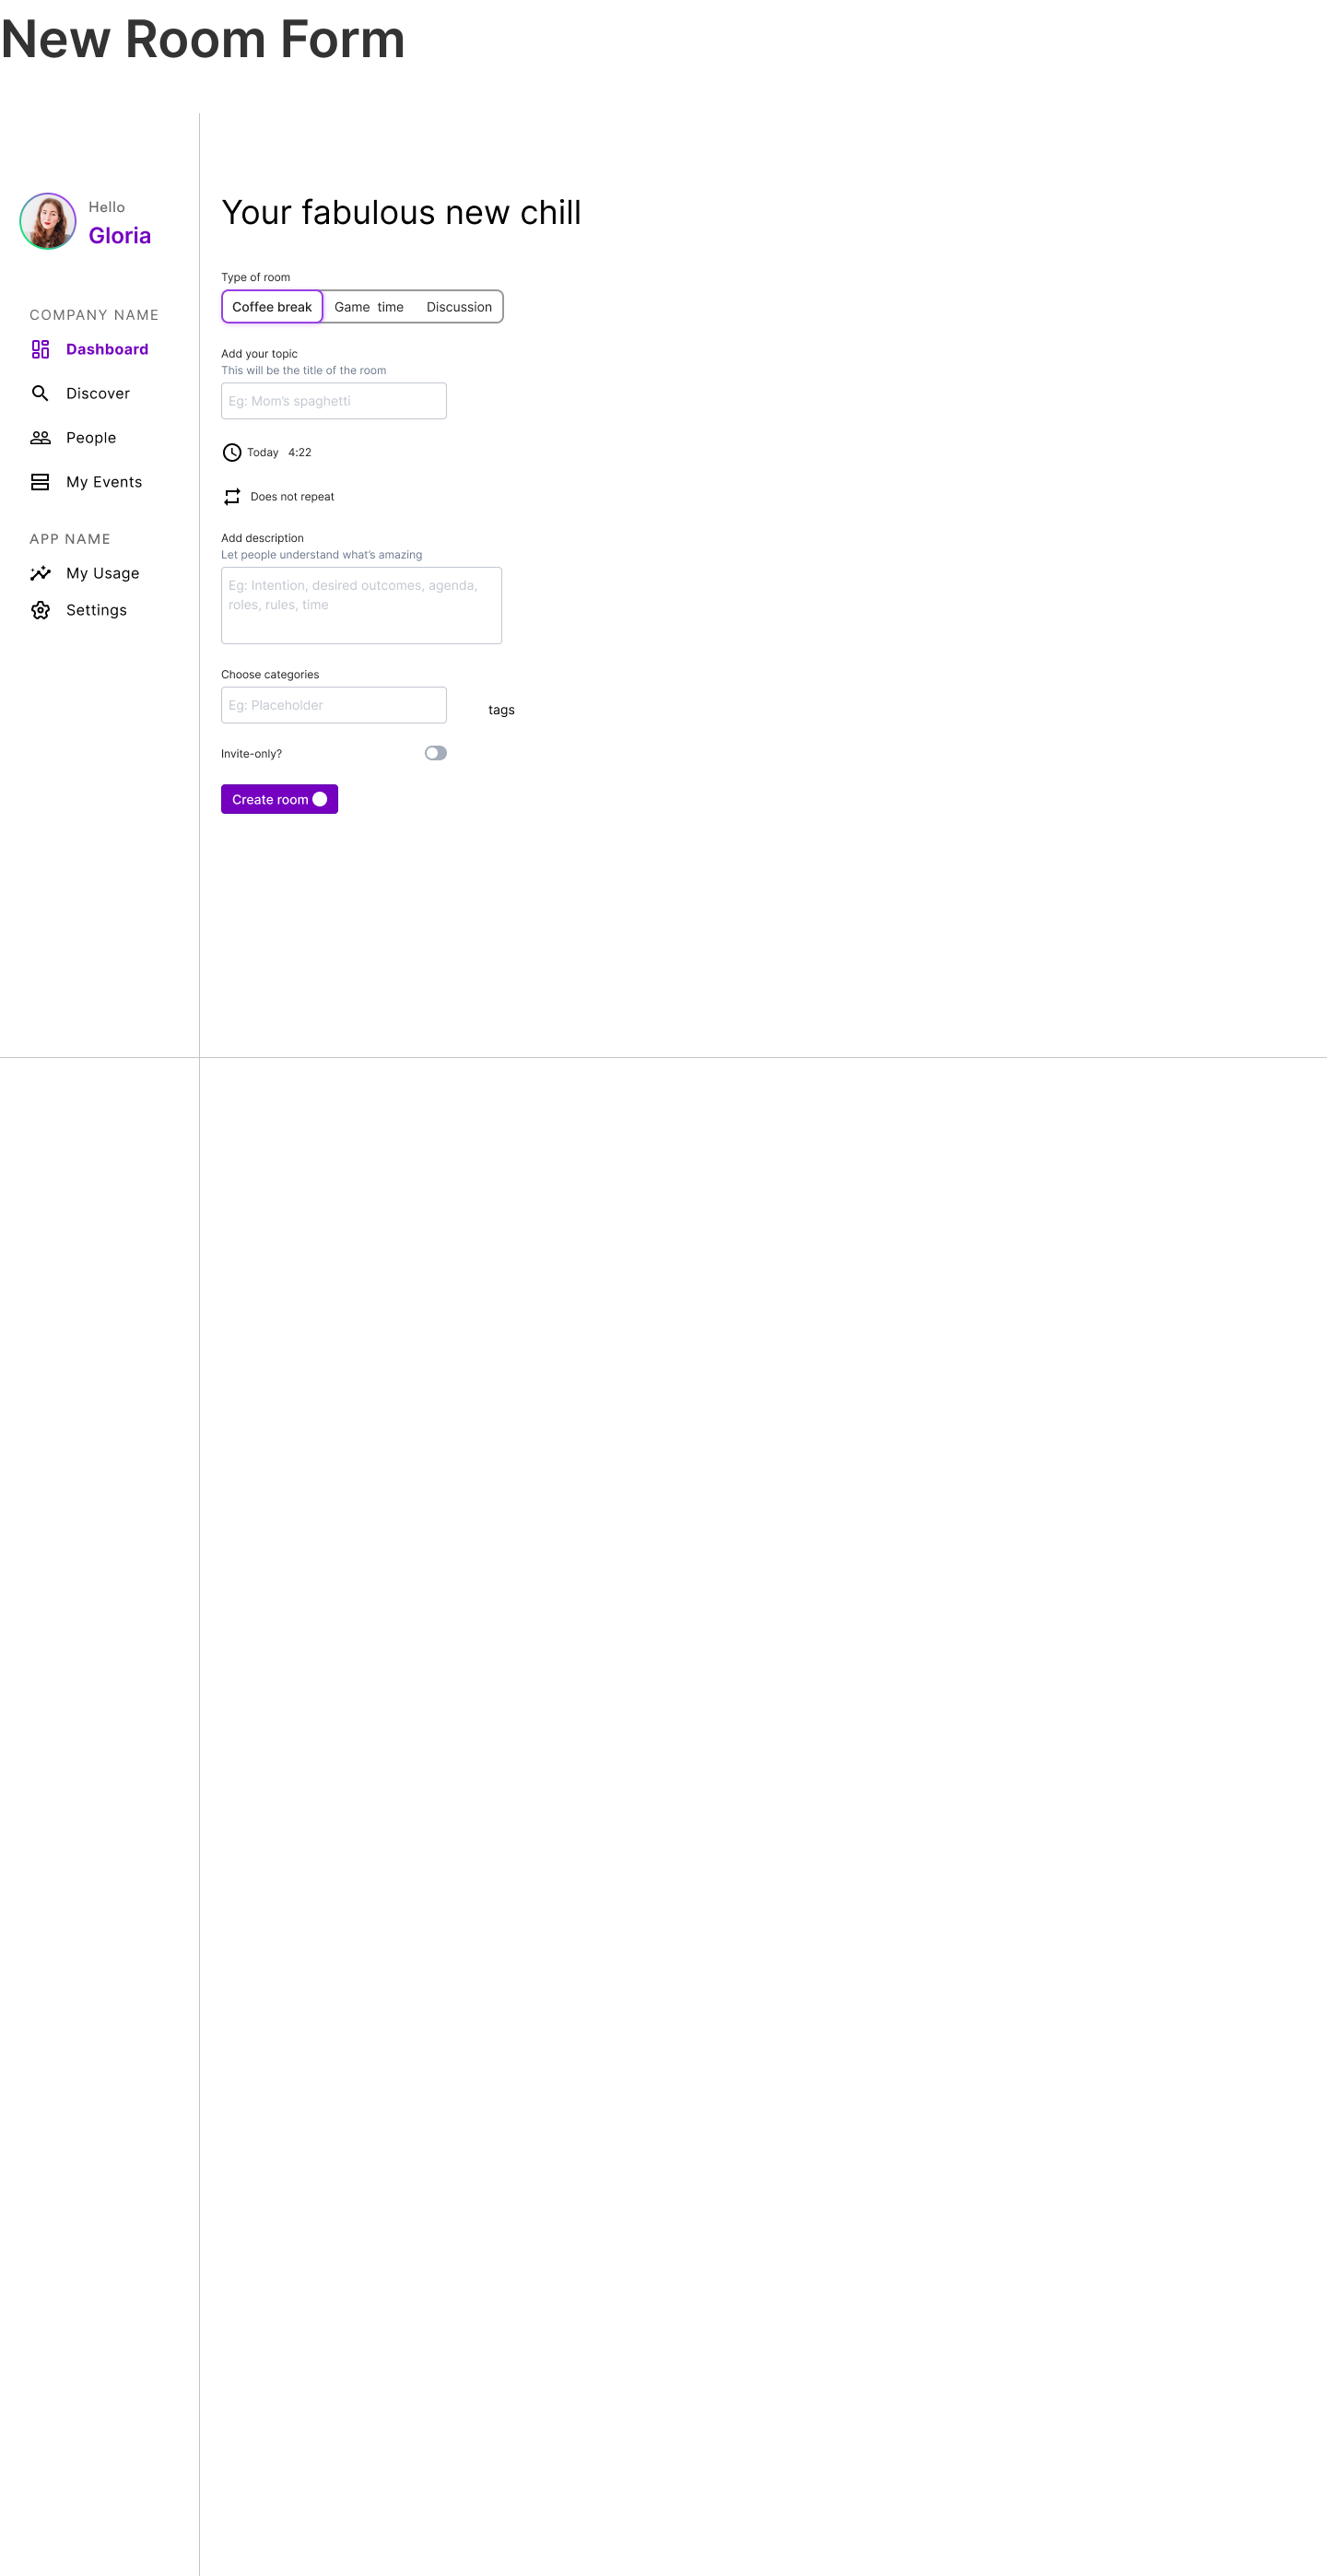 New Room Form
Hello
Gloria
COMPANY NAME
Dashboard
Discover
People
My Events
APP NAME
My Usage
Settings
Your fabulous new chill
Type of room
Coffee break Game time Discussion
Add your topic
This will be the title of the room
Eg: Mom’s spaghetti
Today 4:22
Does not repeat
Add description
Let people understand what’s amazing
Eg: Intention, desired outcomes, agenda,
roles, rules, time
Choose categories
Eg: Placeholder
tags
Invite-only?
Create room